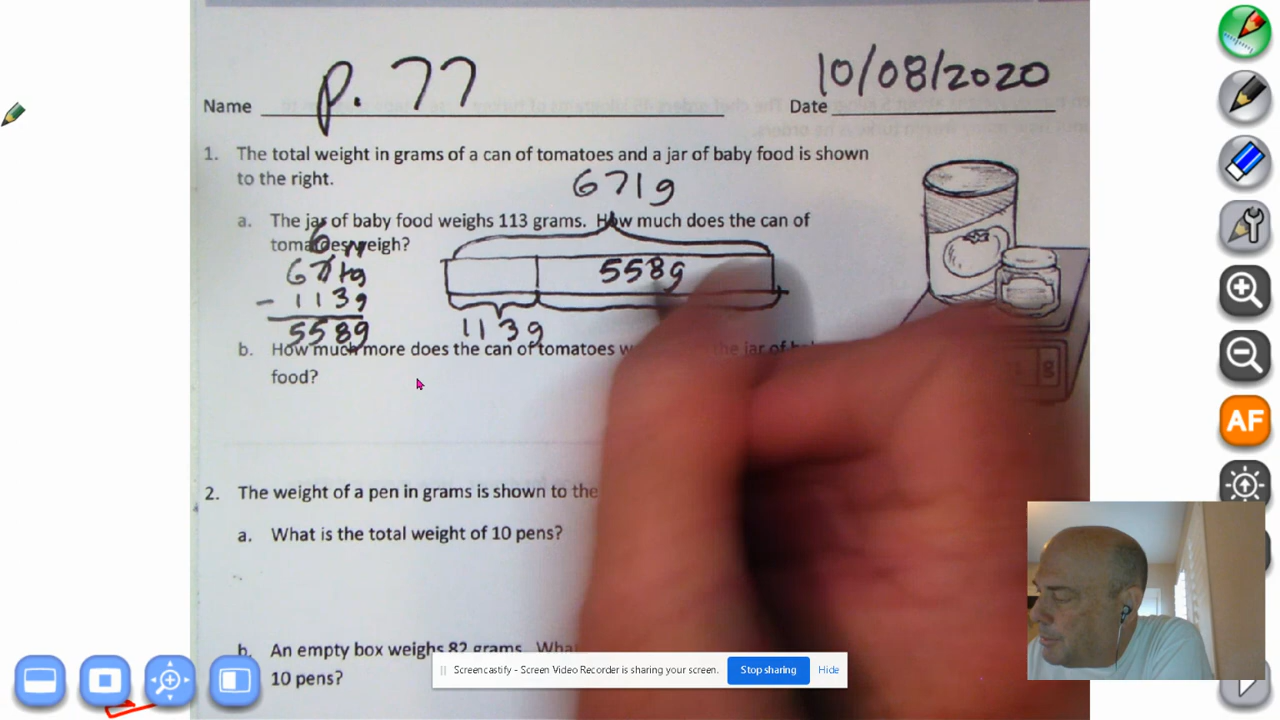 p. 77
10/08/2020
Name
Date
1. The total weight in grams of a can of tomatoes and a jar of baby food is shown
to the right.
671g
a. The jar of baby food weighs 113 grams. How much does the can of
tomatoes weigh?
6 11
671g
- 113g
558g
558g
113g
b. How much more does the can of tomatoes the jar of
food?
2. The weight of a pen in grams is shown to the
a. What is the total weight of 10 pens?
b. An empty box weighs 82 grams.
10 pens?
AF
Screencastify - Screen Video Recorder is sharing your screen.
Stop sharing
Hide